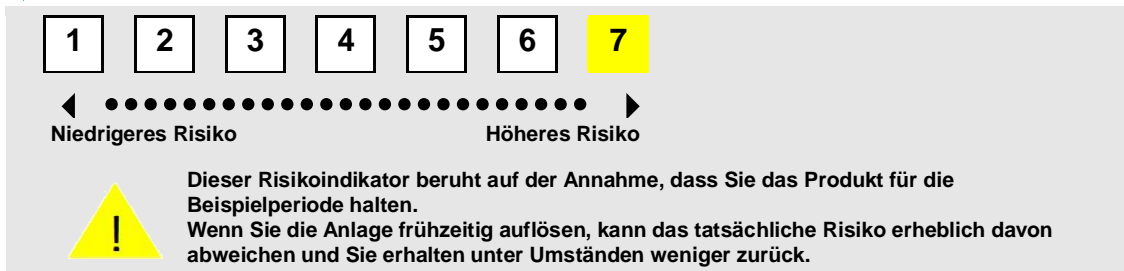 1 2 3 4 5 6 7
Niedrigeres Risiko Höheres Risiko
Dieser Risikoindikator beruht auf der Annahme, dass Sie das Produkt für die
Beispielperiode halten.
!
Wenn Sie die Anlage frühzeitig auflösen, kann das tatsächliche Risiko erheblich davon
abweichen und Sie erhalten unter Umständen weniger zurück.